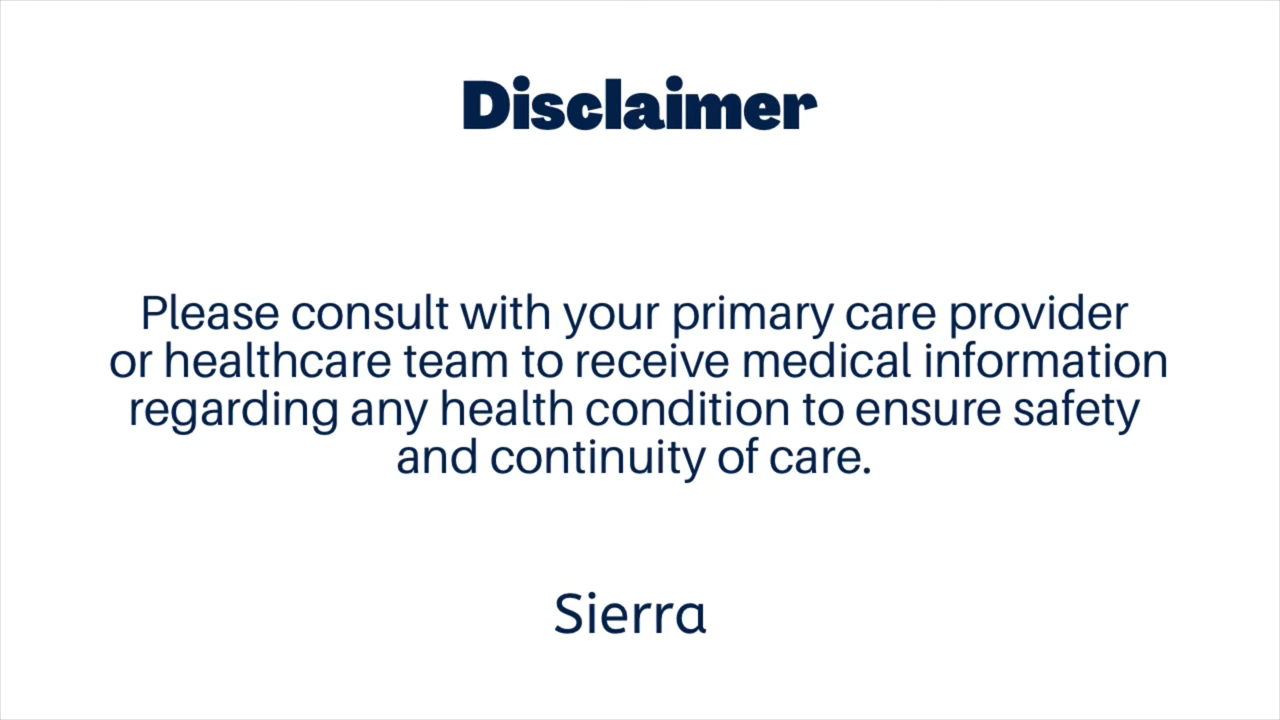 Disclaimer
Please consult with your primary care provider
or healthcare team to receive medical information
regarding any health condition to ensure safety
and continuity of care.
Sierra